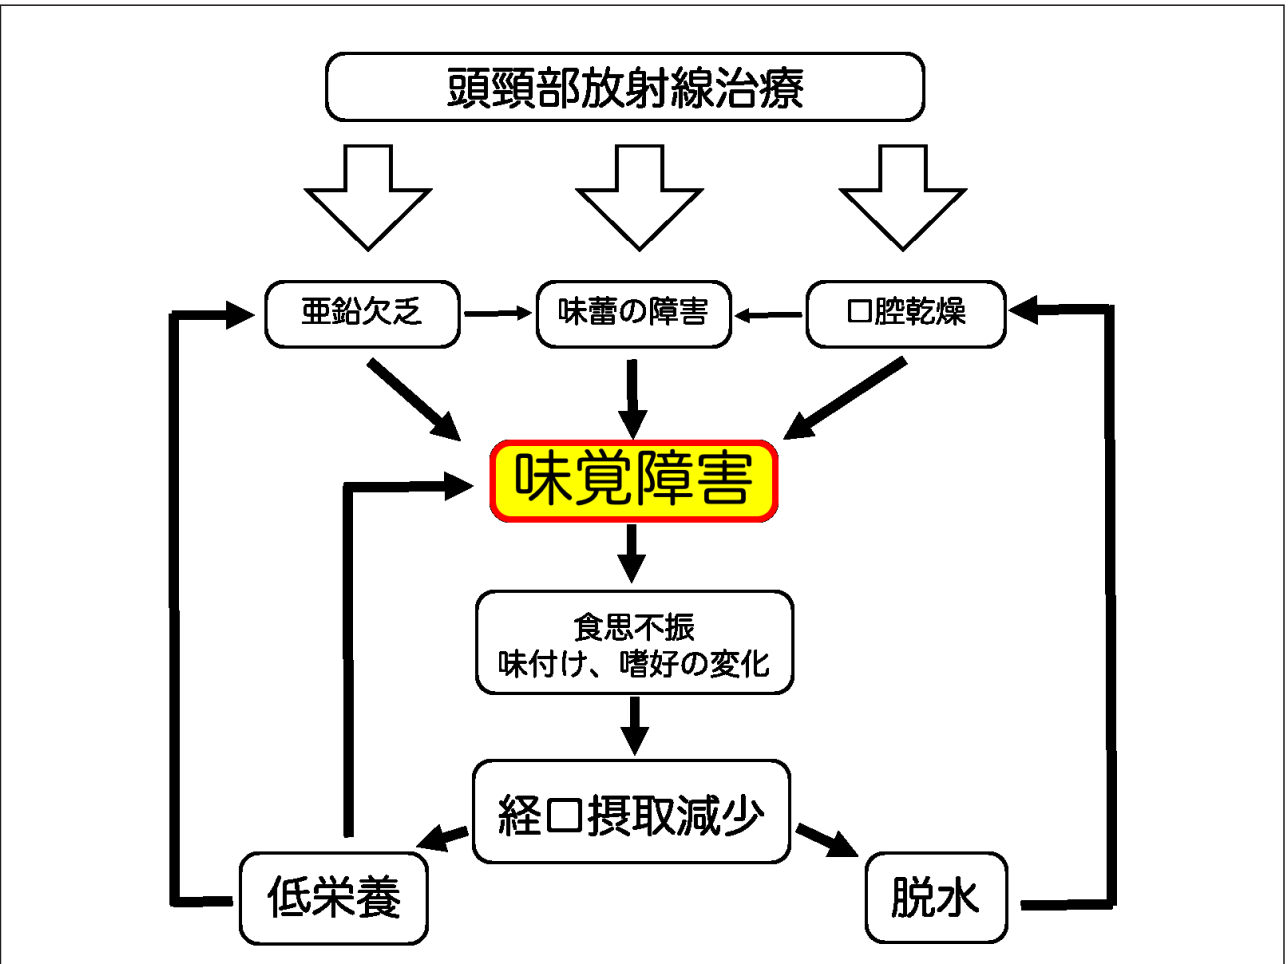 頭頸部放射線治療
亜鉛欠乏
味蕾の障害
口腔乾燥
味覚障害
食思不振
味付け、嗜好の変化
経口摂取減少
低栄養
脱水